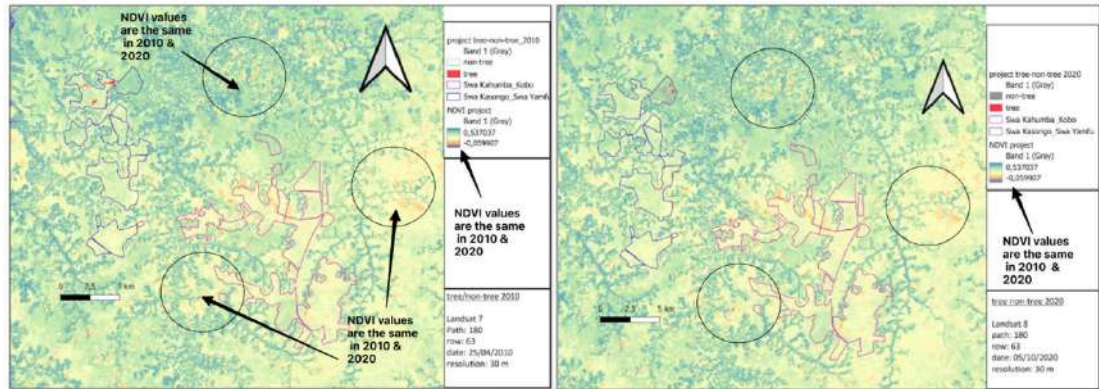 NDVI values
are the same
in 2010 &
2020
project tree-non-tree_2010
Band 1 (Gray)
non-tree
tree
Swa Kahumba_Kobo
Swa Kasongo_Swa Yamfu
NDVI project
Band 1 (Gray)
0,537037
-0,059907
NDVI values
are the same
in 2010 &
2020
NDVI values
are the same
in 2010 &
2020
0 2,5 5 km
tree/non-tree 2010
Landsat 7
Path: 180
row: 63
date: 25/04/2010
resolution: 30 m
project tree-non-tree 2020
Band 1 (Gray)
non-tree
tree
Swa Kahumba_Kobo
Swa Kasongo_Swa Yamfu
NDVI project
Band 1 (Gray)
0,537037
-0,059907
NDVI values
are the same
in 2010 &
2020
0 2,5 5 km
tree non-tree 2020
Landsat 8
path: 180
row: 63
date: 05/10/2020
resolution: 30 m